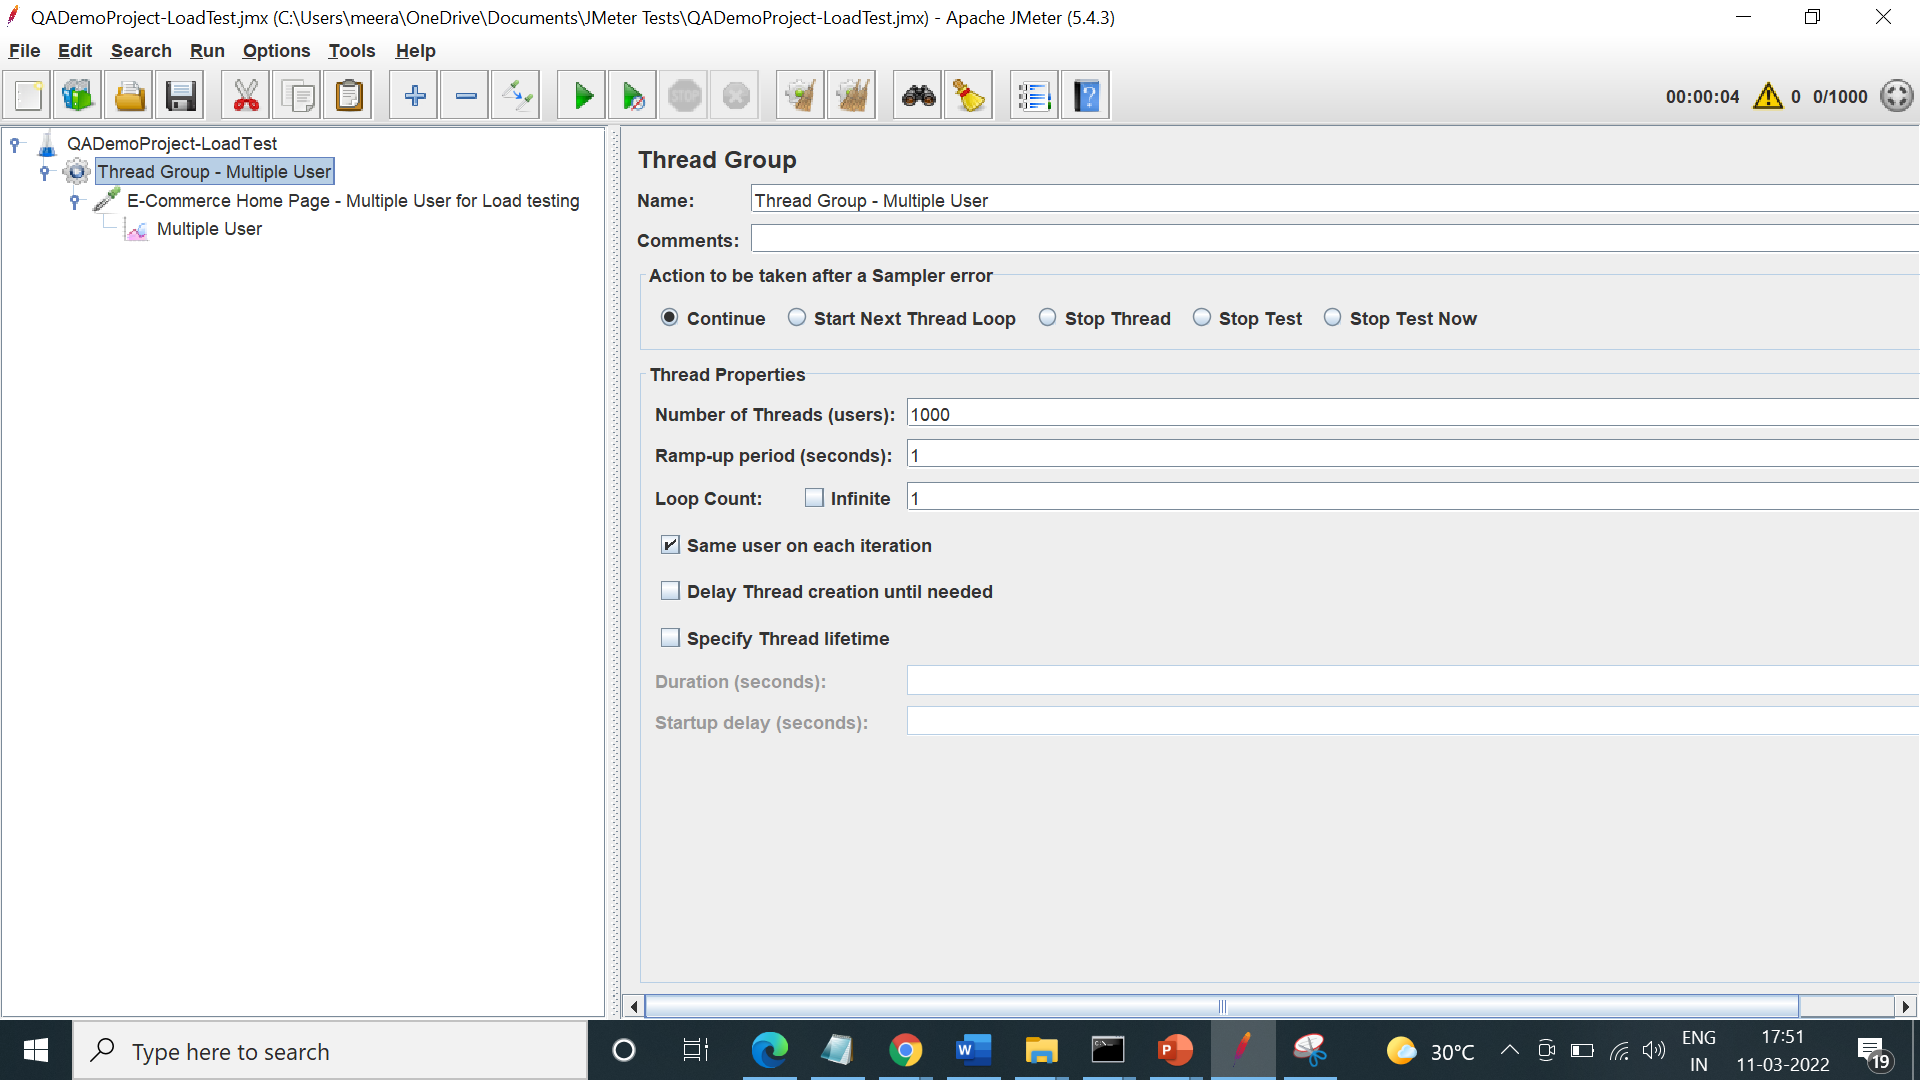 QADemoProject-LoadTest.jmx (C:\Users\meera\OneDrive\Documents\JMeter Tests\QADemoProject-LoadTest.jmx) - Apache JMeter (5.4.3)
File Edit Search Run Options Tools Help
STOP
00:00:04 0 0/1000
QADemoProject-LoadTest
Thread Group - Multiple User
E-Commerce Home Page - Multiple User for Load testing
Multiple User
Thread Group
Name: Thread Group - Multiple User
Comments:
Action to be taken after a Sampler error
Continue Start Next Thread Loop Stop Thread Stop Test Stop Test Now
Thread Properties
Number of Threads (users): 1000
Ramp-up period (seconds): 1
Loop Count: Infinite 1
Same user on each iteration
Delay Thread creation until needed
Specify Thread lifetime
Duration (seconds):
Startup delay (seconds):
Type here to search
30°C
ENG
IN
17:51
11-03-2022
19